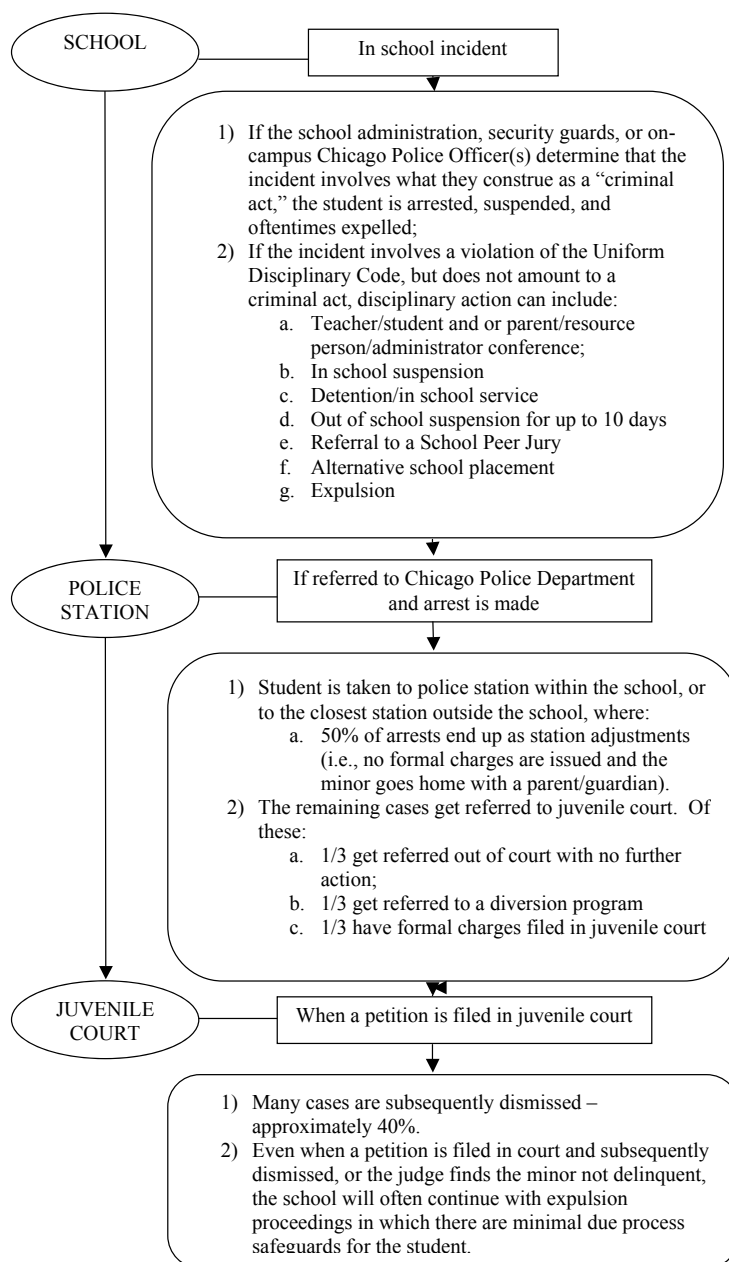 SCHOOL
In school incident
1) If the school administration, security guards, or on-
campus Chicago Police Officer(s) determine that the
incident involves what they construe as a “criminal
act,” the student is arrested, suspended, and
oftentimes expelled;
2) If the incident involves a violation of the Uniform
Disciplinary Code, but does not amount to a
criminal act, disciplinary action can include:
a. Teacher/student and or parent/resource
person/administrator conference;
b. In school suspension
c. Detention/in school service
d. Out of school suspension for up to 10 days
e. Referral to a School Peer Jury
f. Alternative school placement
g. Expulsion
POLICE
STATION
If referred to Chicago Police Department
and arrest is made
1) Student is taken to police station within the school, or
to the closest station outside the school, where:
a. 50% of arrests end up as station adjustments
(i.e., no formal charges are issued and the
minor goes home with a parent/guardian).
2) The remaining cases get referred to juvenile court. Of
these:
a. 1/3 get referred out of court with no further
action;
b. 1/3 get referred to a diversion program
c. 1/3 have formal charges filed in juvenile court
JUVENILE
COURT
When a petition is filed in juvenile court
1) Many cases are subsequently dismissed –
approximately 40%.
2) Even when a petition is filed in court and subsequently
dismissed, or the judge finds the minor not delinquent,
the school will often continue with expulsion
proceedings in which there are minimal due process
safeguards for the student.